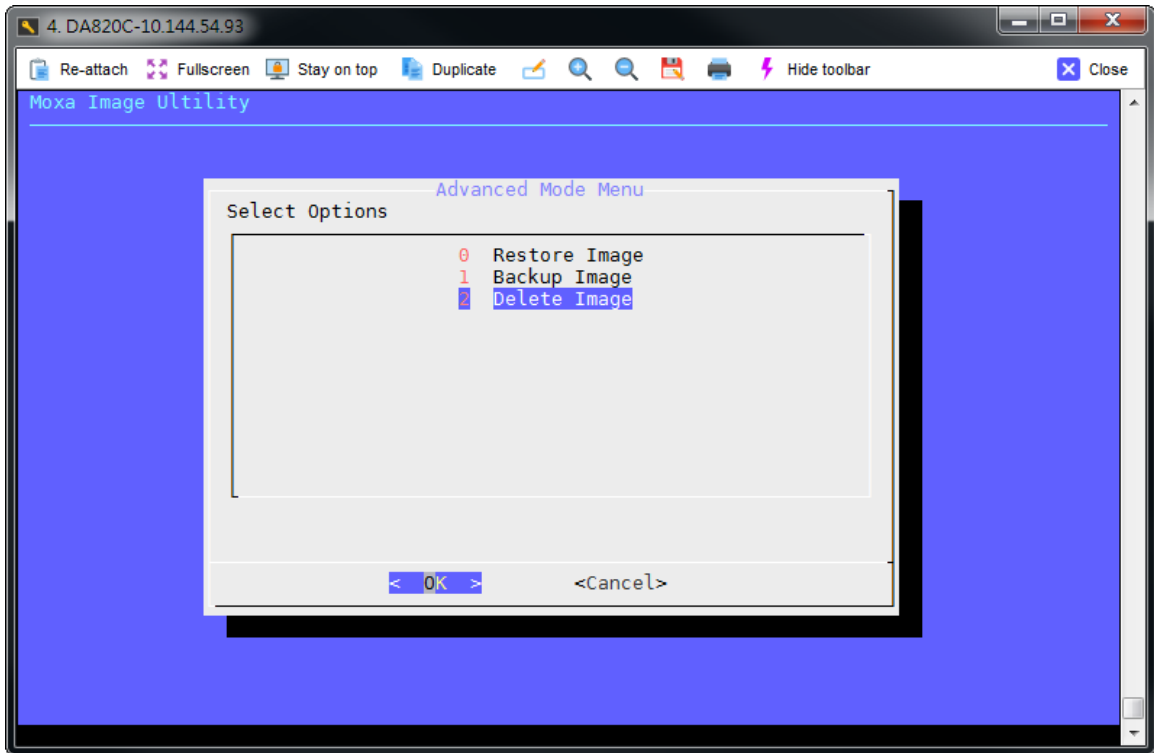 4. DA820C-10.144.54.93
Re-attach Fullscreen Stay on top Duplicate Hide toolbar Close
Moxa Image Ultility
Advanced Mode Menu
Select Options
0 Restore Image
1 Backup Image
2 Delete Image
< OK > <Cancel>